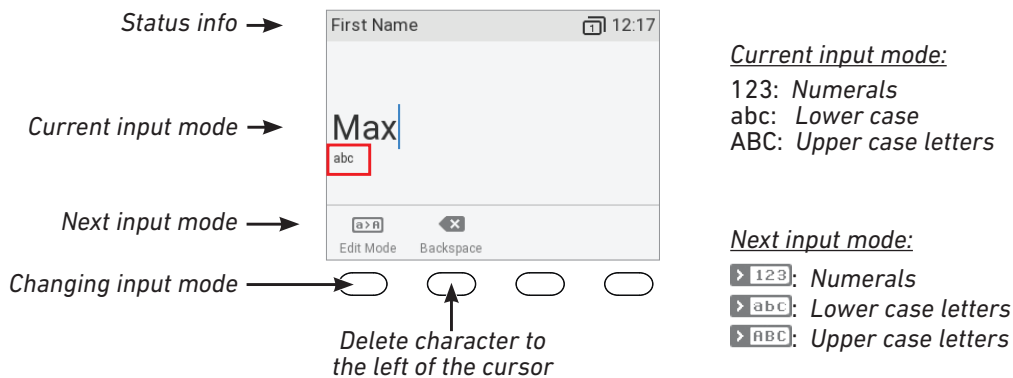 Status info
First Name 1 12:17
Current input mode
Max
abc
Next input mode
a>A
Edit Mode Backspace
Changing input mode
Delete character to
the left of the cursor
Current input mode:
123: Numerals
abc: Lower case
ABC: Upper case letters
Next input mode:
> 123: Numerals
> abc: Lower case letters
> ABC: Upper case letters